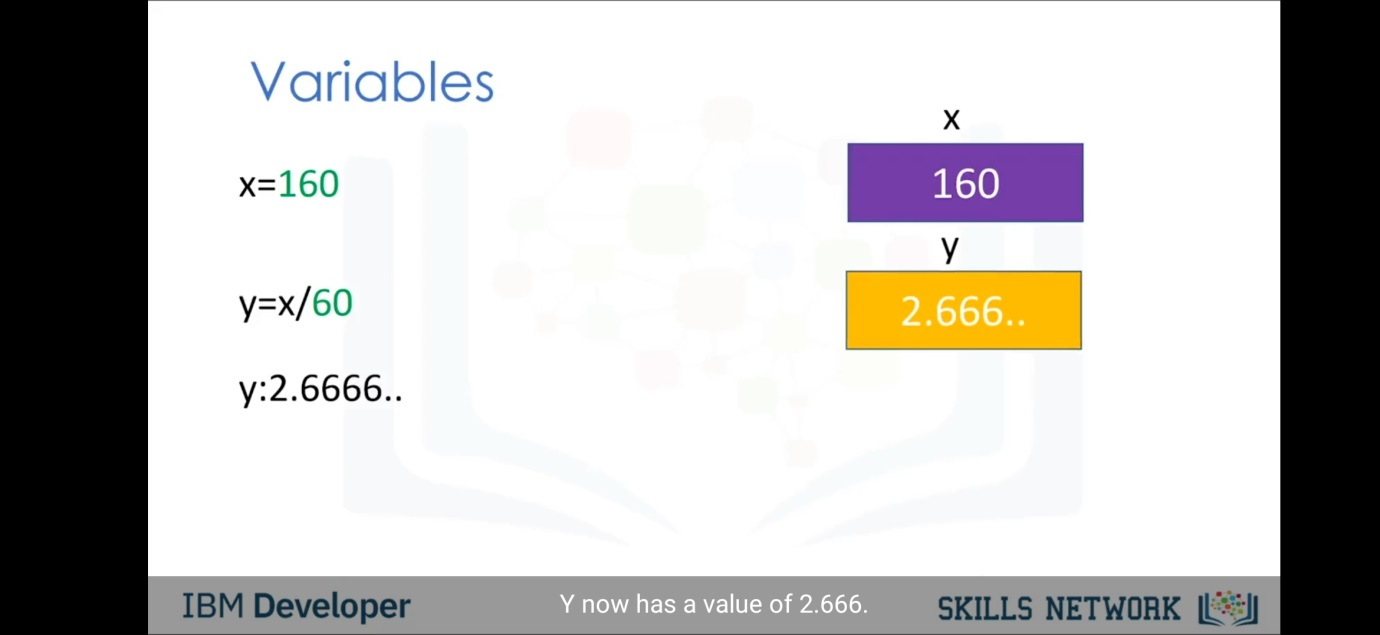 Variables
x=160
y=x/60
y:2.6666..
x
160
y
2.666..
IBM Developer
Y now has a value of 2.666.
SKILLS NETWORK